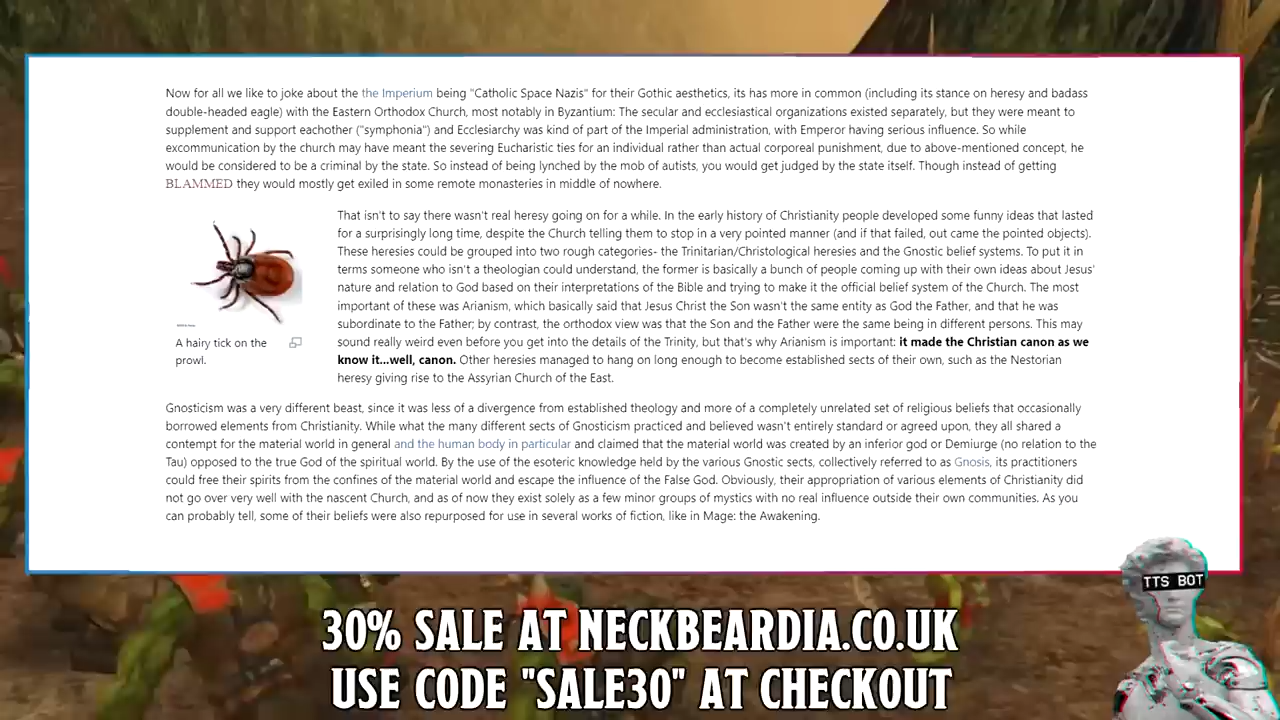 Now for all we like to joke about the the Imperium being "Catholic Space Nazis" for their Gothic aesthetics, its has more in common (including its stance on heresy and badass
double-headed eagle) with the Eastern Orthodox Church, most notably in Byzantium: The secular and ecclesiastical organizations existed separately, but they were meant to
supplement and support eachother ("symphonia") and Ecclesiarchy was kind of part of the Imperial administration, with Emperor having serious influence. So while
excommunication by the church may have meant the severing Eucharistic ties for an individual rather than actual corporeal punishment, due to above-mentioned concept, he
would be considered to be a criminal by the state. So instead of being lynched by the mob of autists, you would get judged by the state itself. Though instead of getting
BLAMMED they would mostly get exiled in some remote monasteries in middle of nowhere.
That isn't to say there wasn't real heresy going on for a while. In the early history of Christianity people developed some funny ideas that lasted
for a surprisingly long time, despite the Church telling them to stop in a very pointed manner (and if that failed, out came the pointed objects).
These heresies could be grouped into two rough categories- the Trinitarian/Christological heresies and the Gnostic belief systems. To put it in
terms someone who isn't a theologian could understand, the former is basically a bunch of people coming up with their own ideas about Jesus'
nature and relation to God based on their interpretations of the Bible and trying to make it the official belief system of the Church. The most
important of these was Arianism, which basically said that Jesus Christ the Son wasn't the same entity as God the Father, and that he was
subordinate to the Father; by contrast, the orthodox view was that the Son and the Father were the same being in different persons. This may
sound really weird even before you get into the details of the Trinity, but that's why Arianism is important: it made the Christian canon as we
know it...well, canon. Other heresies managed to hang on long enough to become established sects of their own, such as the Nestorian
heresy giving rise to the Assyrian Church of the East.
A hairy tick on the
prowl.
Gnosticism was a very different beast, since it was less of a divergence from established theology and more of a completely unrelated set of religious beliefs that occasionally
borrowed elements from Christianity. While what the many different sects of Gnosticism practiced and believed wasn't entirely standard or agreed upon, they all shared a
contempt for the material world in general and the human body in particular and claimed that the material world was created by an inferior god or Demiurge (no relation to the
Tau) opposed to the true God of the spiritual world. By the use of the esoteric knowledge held by the various Gnostic sects, collectively referred to as Gnosis, its practitioners
could free their spirits from the confines of the material world and escape the influence of the False God. Obviously, their appropriation of various elements of Christianity did
not go over very well with the nascent Church, and as of now they exist solely as a few minor groups of mystics with no real influence outside their own communities. As you
can probably tell, some of their beliefs were also repurposed for use in several works of fiction, like in Mage: the Awakening.
TTS BOT
30% SALE AT NECKBEARDIA.CO.UK
USE CODE "SALE30" AT CHECKOUT